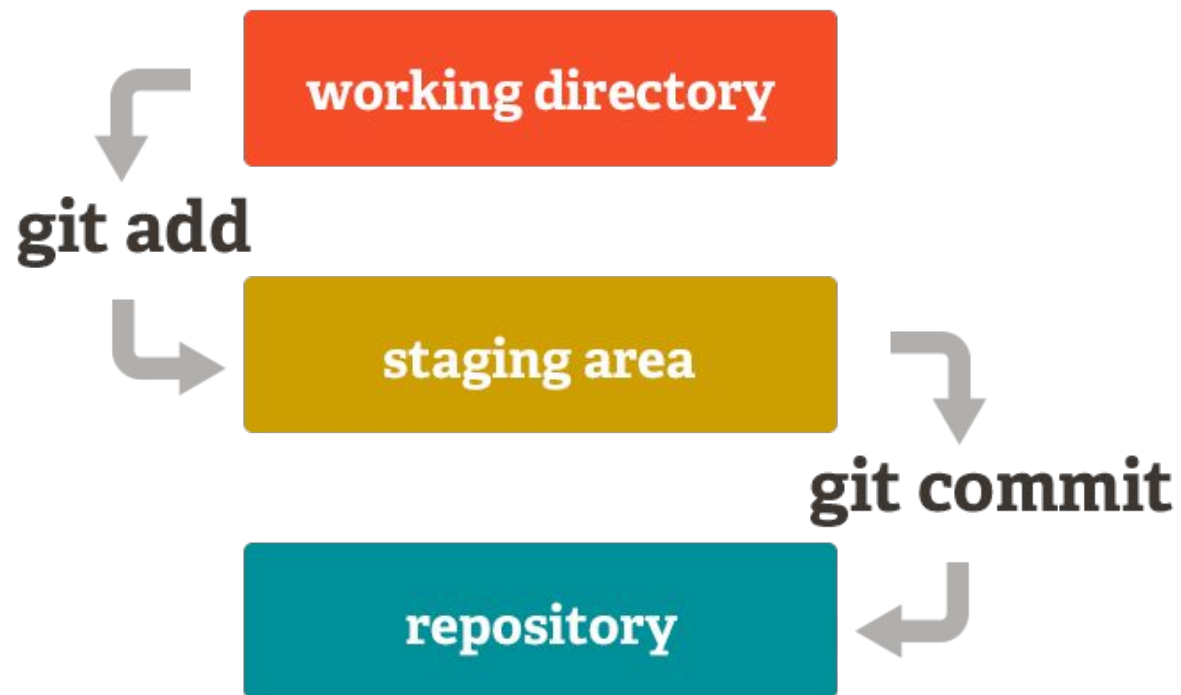 working directory
git add
staging area
git commit
repository